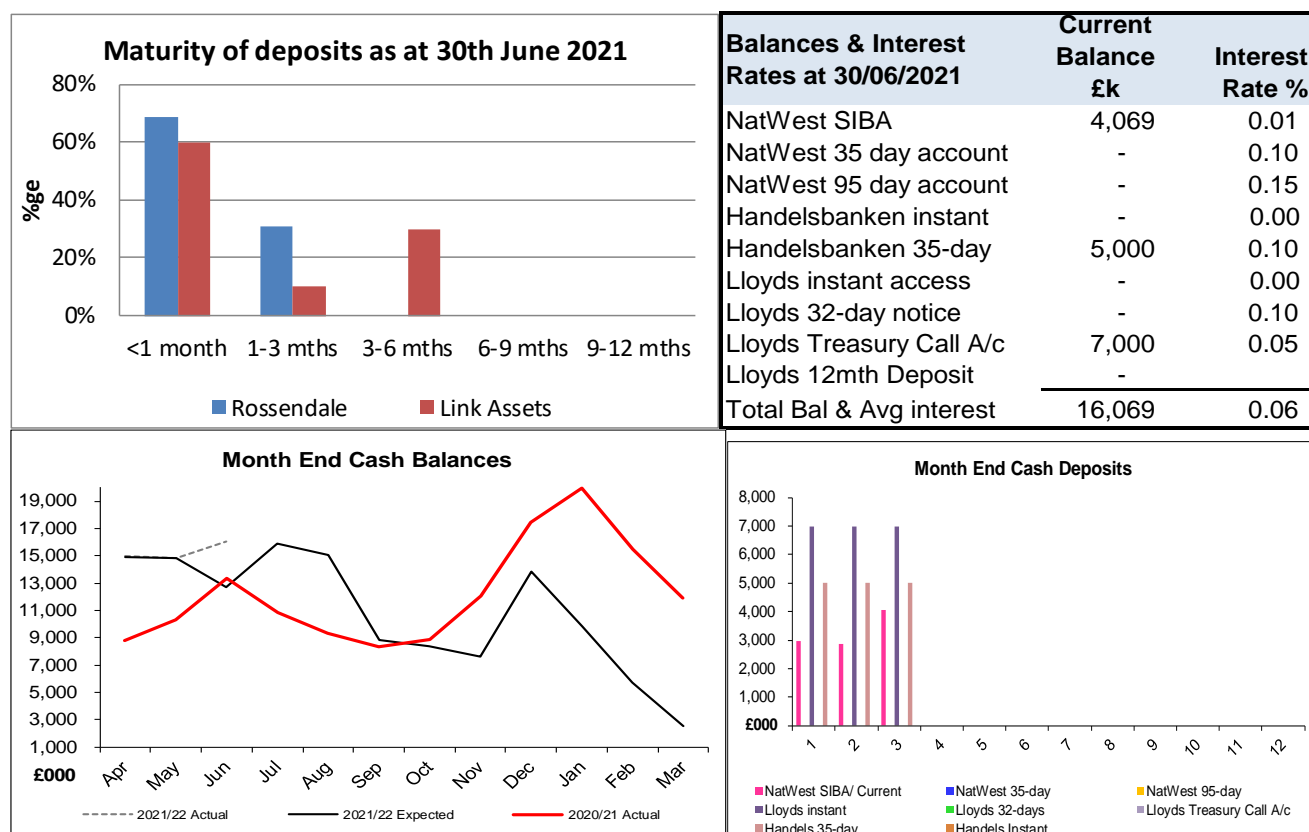 Maturity of deposits as at 30th June 2021
80%
60%
40%
20%
0%
%ge
<1 month 1-3 mths 3-6 mths 6-9 mths 9-12 mths
Rossendale Link Assets
Balances & Interest Rates at 30/06/2021 Current Balance £k Interest Rate %
NatWest SIBA 4,069 0.01
NatWest 35 day account - 0.10
NatWest 95 day account - 0.15
Handelsbanken instant - 0.00
Handelsbanken 35-day 5,000 0.10
Lloyds instant access - 0.00
Lloyds 32-day notice - 0.10
Lloyds Treasury Call A/c 7,000 0.05
Lloyds 12mth Deposit -
Total Bal & Avg interest 16,069 0.06
Month End Cash Balances
19,000
17,000
15,000
13,000
11,000
9,000
7,000
5,000
3,000
1,000
£000
Apr May Jun Jul Aug Sep Oct Nov Dec Jan Feb Mar
2021/22 Actual 2021/22 Expected 2020/21 Actual
Month End Cash Deposits
8,000
7,000
6,000
5,000
4,000
3,000
2,000
1,000
£000
1 2 3 4 5 6 7 8 9 10 11 12
NatWest SIBA/ Current NatWest 35-day NatWest 95-day
Lloyds instant Lloyds 32-days Lloyds Treasury Call A/c
Handels 35-day Handels Instant